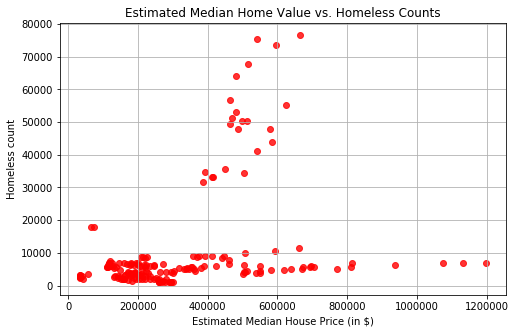 Estimated Median Home Value vs. Homeless Counts
80000
70000
60000
50000
40000
30000
20000
10000
0
Homeless count
0 200000 400000 600000 800000 1000000 1200000
Estimated Median House Price (in $)